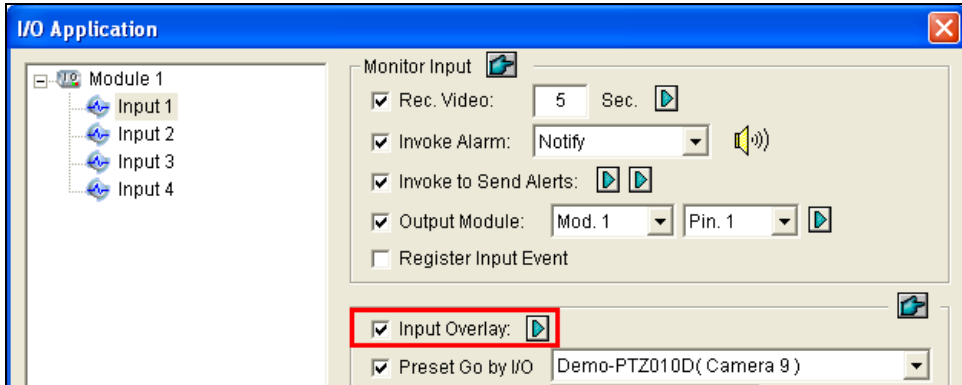 I/O Application
Module 1
Input 1
Input 2
Input 3
Input 4
Monitor Input
Rec. Video: 5 Sec.
Invoke Alarm: Notify
Invoke to Send Alerts:
Output Module: Mod. 1 Pin. 1
Register Input Event
Input Overlay:
Preset Go by I/O Demo-PTZ010D( Camera 9 )